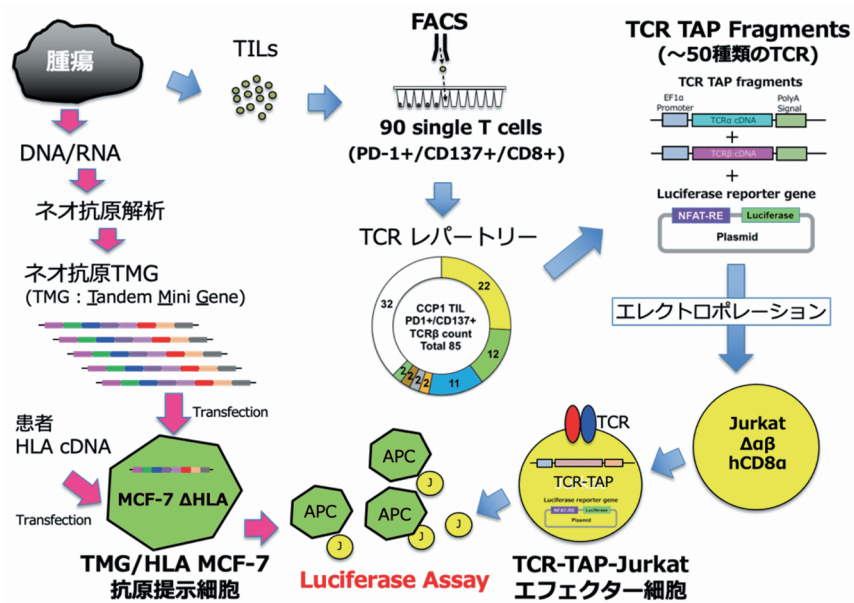 腫瘍
TILs
FACS
90 single T cells
(PD-1+/CD137+/CD8+)
TCR TAP Fragments
(～50種類のTCR)
TCR TAP fragments
EF1α
Promoter
PolyA
Signal
TCRα cDNA
+
TCRβ cDNA
+
Luciferase reporter gene
NFAT-RE
Luciferase
Plasmid
DNA/RNA
ネオ抗原解析
ネオ抗原TMG
(TMG : Tandem Mini Gene)
TCR レパートリー
32
22
12
11
2
2
2
2
2
CCP1 TIL
PD1+/CD137+
TCRβ count
Total 85
エレクトロポレーション
Transfection
患者
HLA cDNA
Transfection
MCF-7 ΔHLA
TMG/HLA MCF-7
抗原提示細胞
APC
J
APC
J
APC
J
J
Luciferase Assay
TCR
TCR-TAP
Luciferase reporter gene
NFAT-RE
Luciferase
Plasmid
TCR-TAP-Jurkat
エフェクター細胞
Jurkat
Δαβ
hCD8α